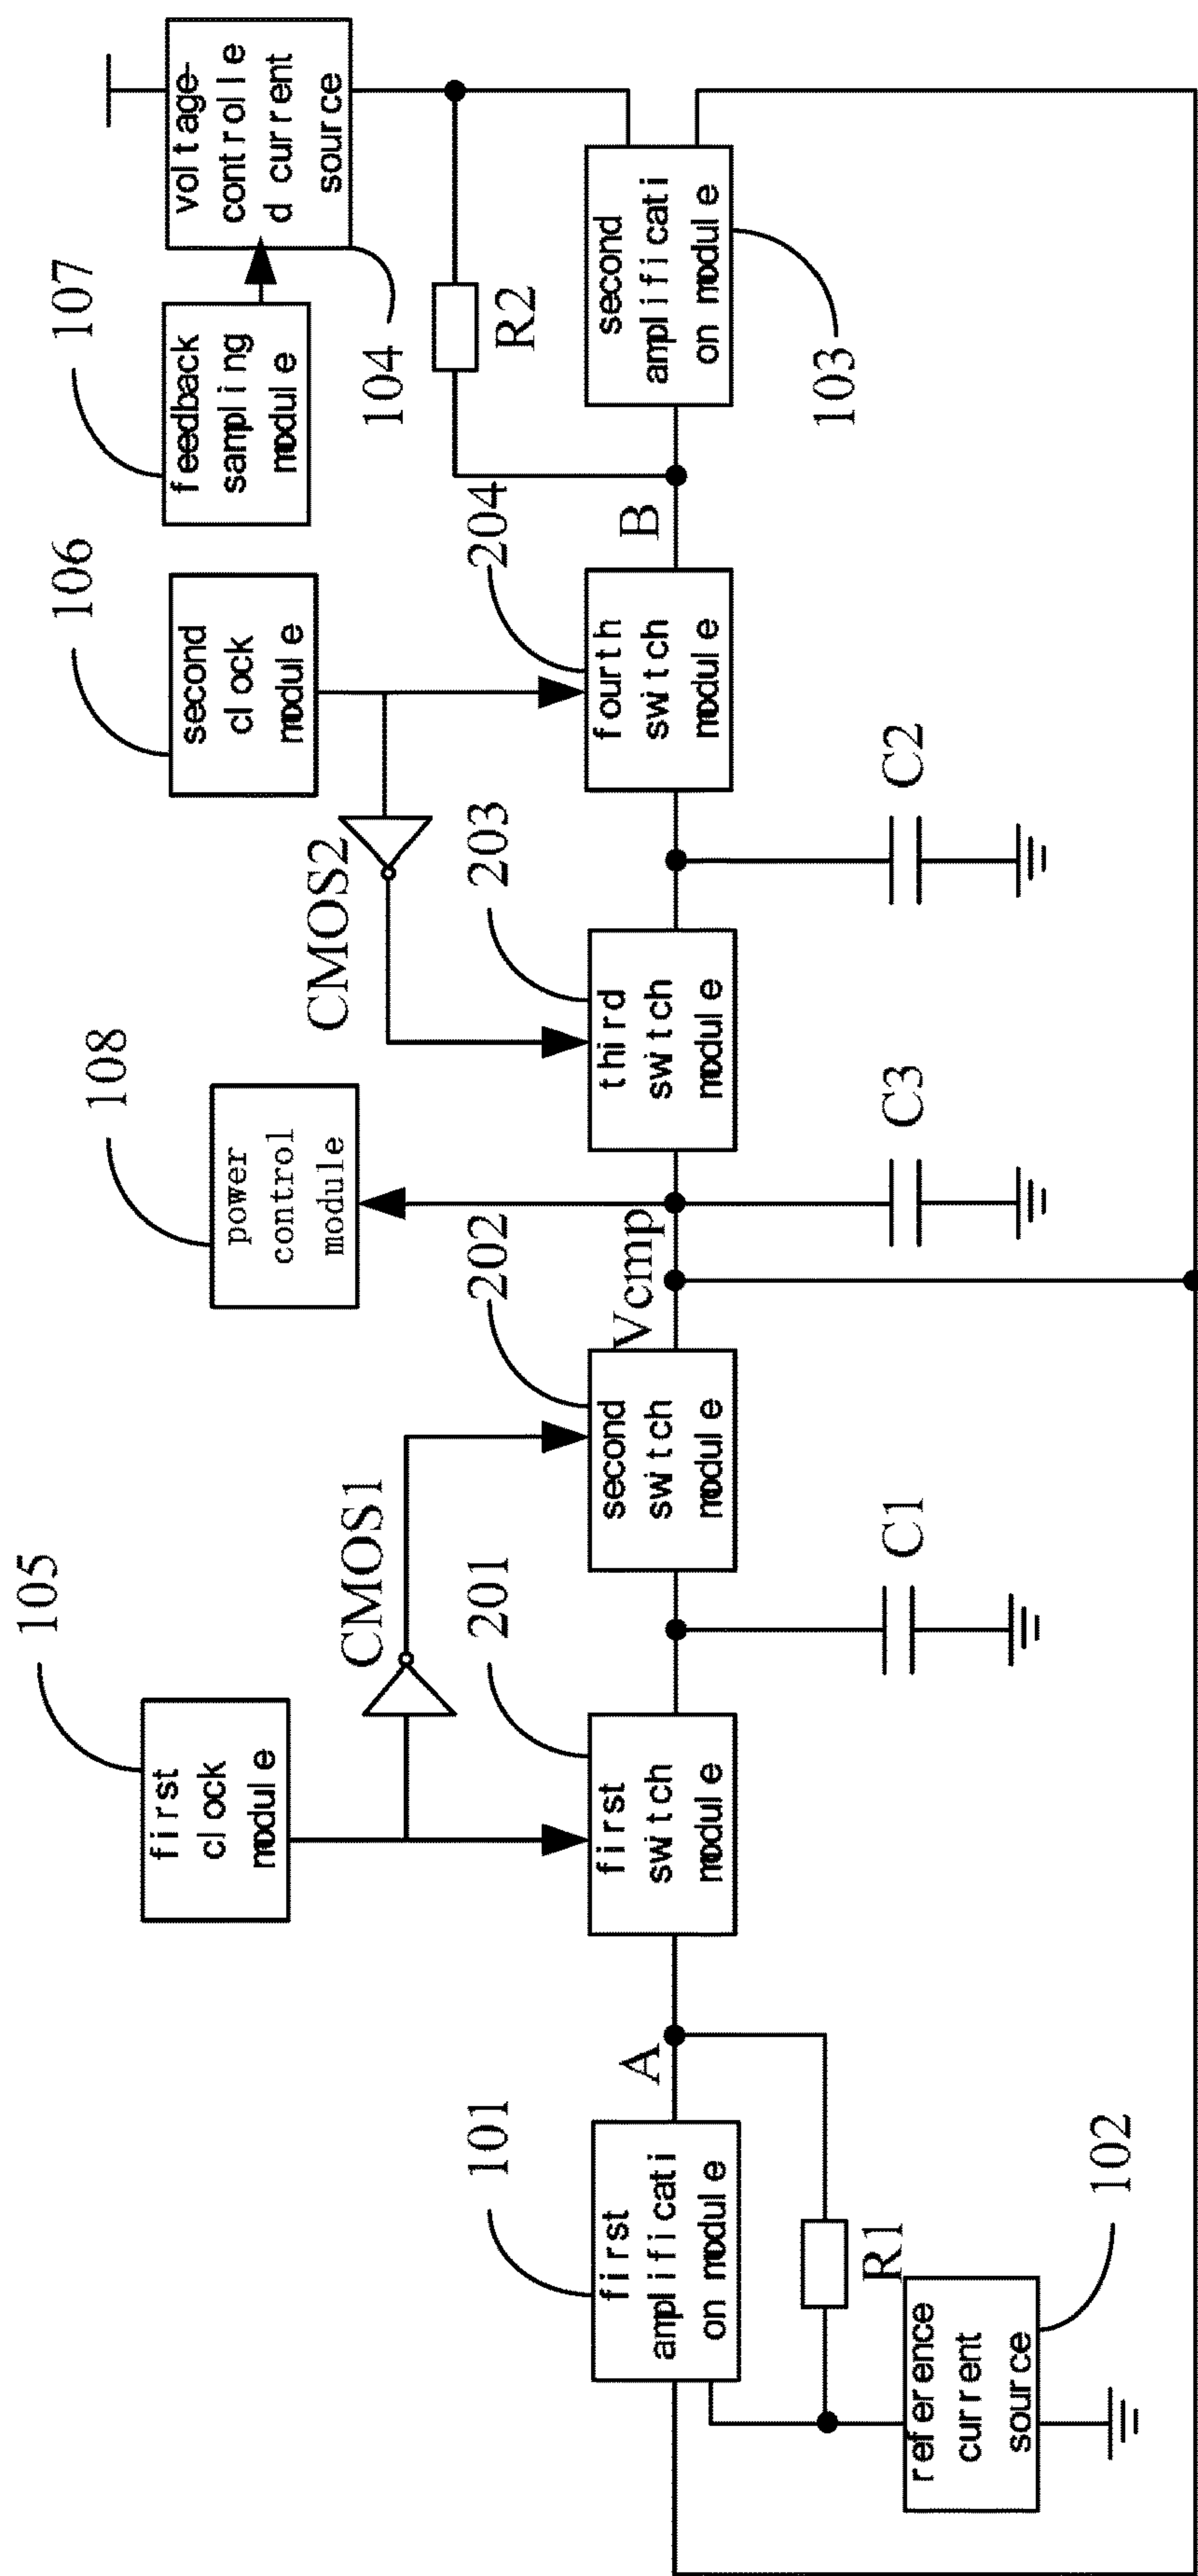 105
first
clock
module
CMOS1
108
power
control
module
CMOS2
106
second
clock
module
107
feedback
sampling
module
voltage-
controlle
d current
source
104
R2
101
first
amplificati
on module
A
201
first
switch
module
202
second
switch
module
Vcmp
203
third
switch
module
204
fourth
switch
module
B
second
amplificati
on module
103
R1
reference
current
source
102
C1
C3
C2